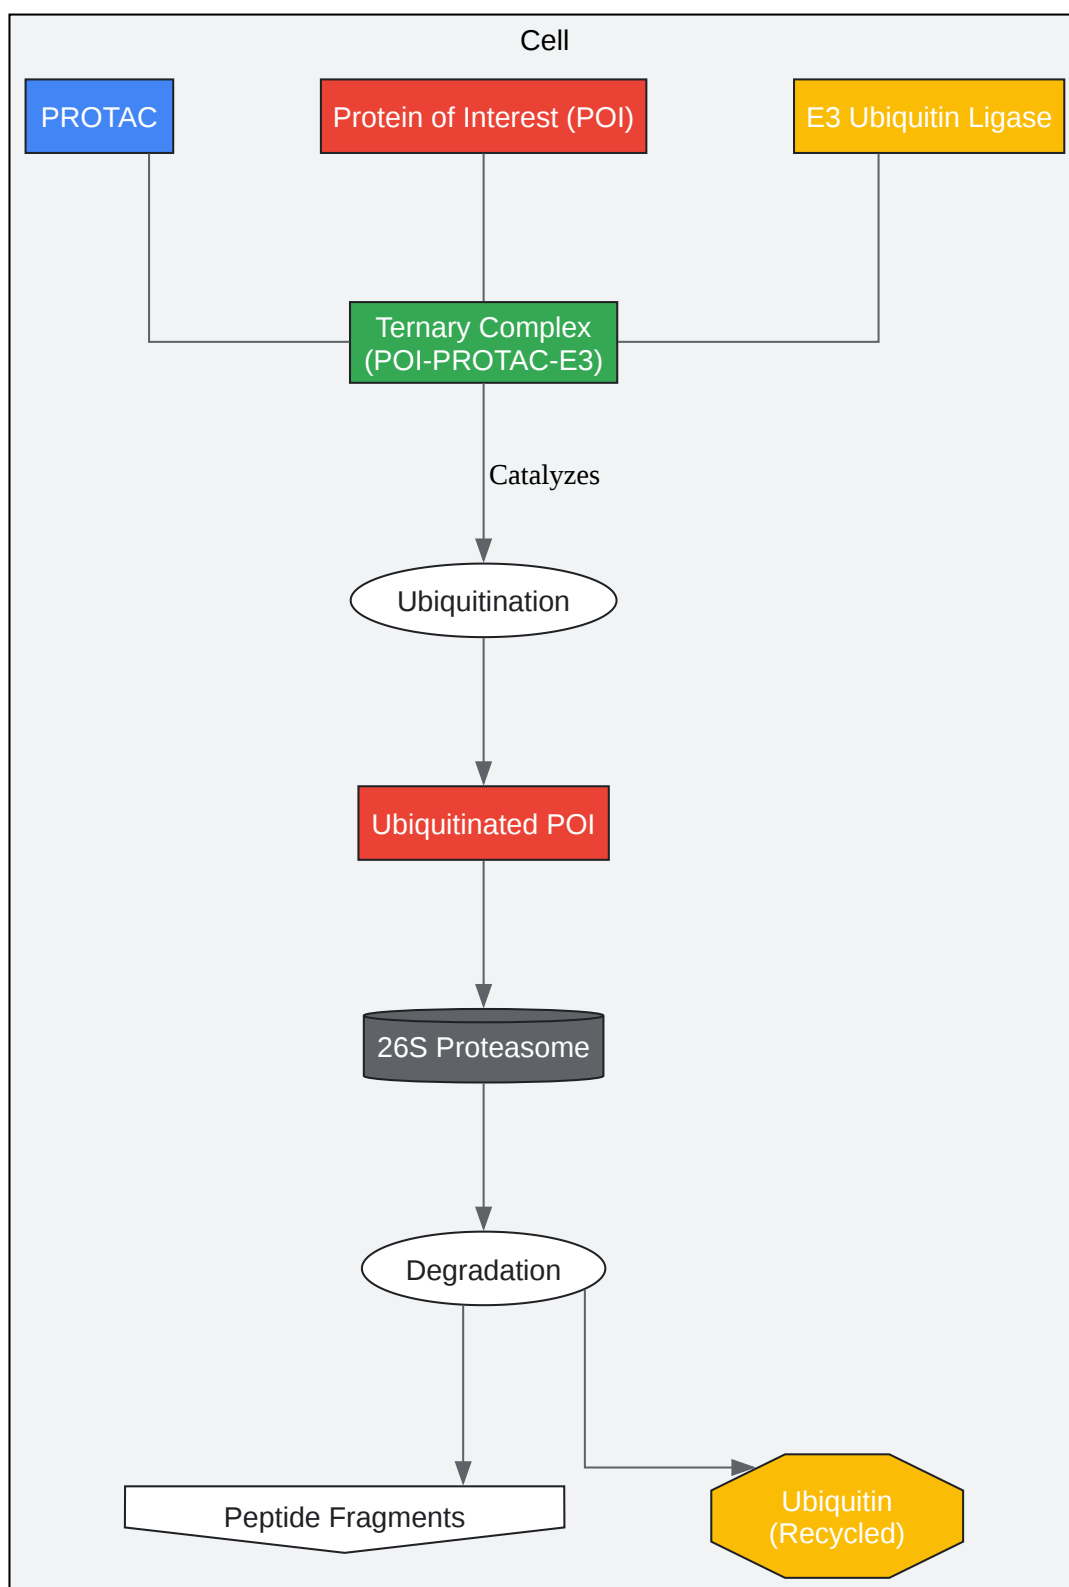 Cell
PROTAC
Protein of Interest (POI)
E3 Ubiquitin Ligase
Ternary Complex
(POI-PROTAC-E3)
Catalyzes
Ubiquitination
Ubiquitinated POI
26S Proteasome
Degradation
Peptide Fragments
Ubiquitin
(Recycled)